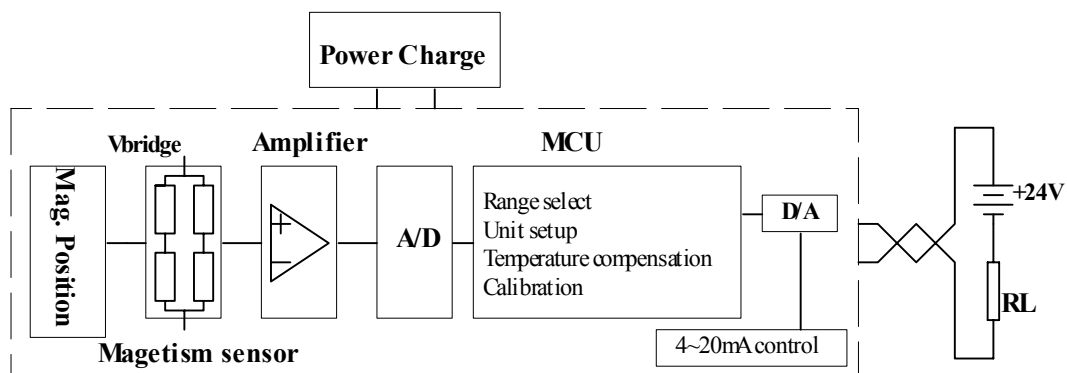 Power Charge
Vbridge
Amplifier
MCU
Mag. Position
+
−
A/D
Range select
Unit setup
Temperature compensation
Calibration
D/A
+24V
RL
Magetism sensor
4~20mA control